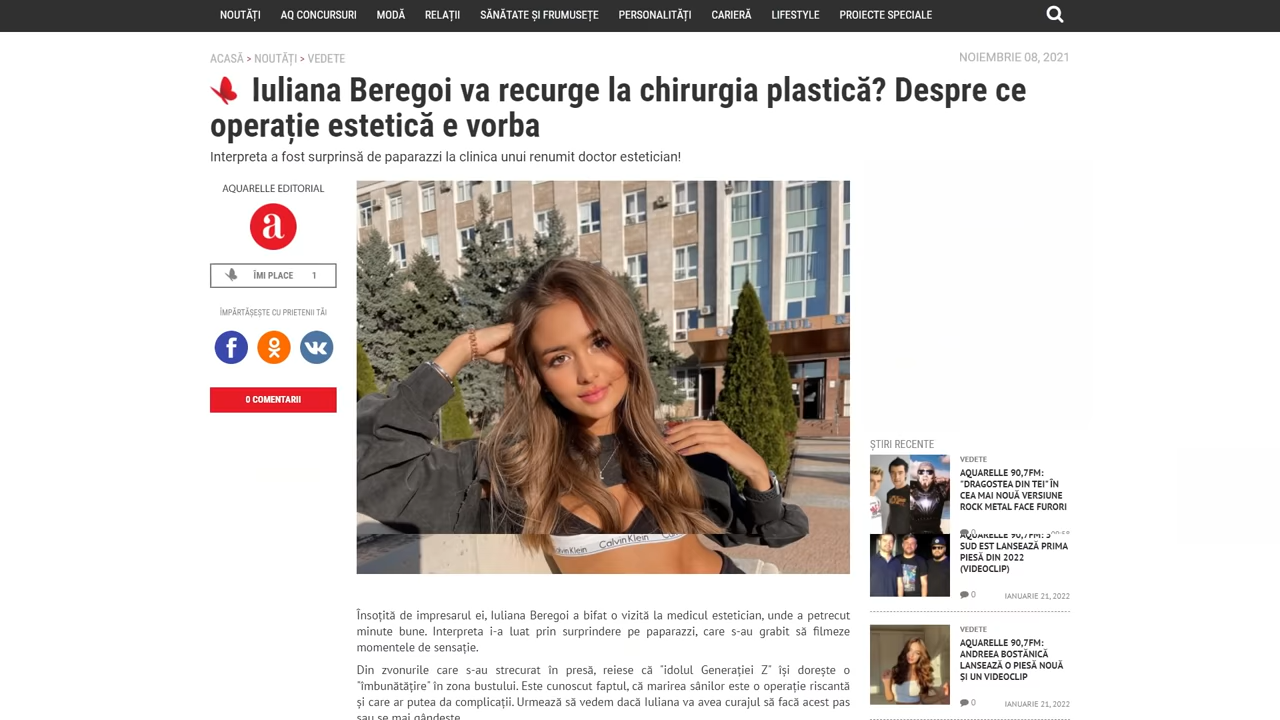 NOUTĂȚI AQ CONCURSURI MODĂ RELAȚII SĂNĂTATE ȘI FRUMUSEȚE PERSONALITĂȚI CARIERĂ LIFESTYLE PROIECTE SPECIALE
ACASĂ > NOUTĂȚI > VEDETE
NOIEMBRIE 08, 2021
Iuliana Beregoi va recurge la chirurgia plastică? Despre ce
operație estetică e vorba
Interpreta a fost surprinsă de paparazzi la clinica unui renumit doctor estetician!
AQUARELLE EDITORIAL
a
ÎMI PLACE 1
ÎMPĂRTĂȘEȘTE CU PRIETENII TĂI
0 COMENTARII
Calvin Klein
Însoțită de impresarul ei, Iuliana Beregoi a bifat o vizită la medicul estetician, unde a petrecut
minute bune. Interpreta i-a luat prin surprindere pe paparazzi, care s-au grabit să filmeze
momentele de sensație.
Din zvonurile care s-au strecurat în presă, reiese că "idolul Generației Z" își dorește o
"îmbunătățire" în zona bustului. Este cunoscut faptul, că marirea sânilor este o operație riscantă
și care ar putea da complicații. Urmează să vedem dacă Iuliana va avea curajul să facă acest pas
sau se mai gândește
ȘTIRI RECENTE
VEDETE
AQUARELLE 90,7FM:
"DRAGOSTEA DIN TEI" ÎN
CEA MAI NOUĂ VERSIUNE
ROCK METAL FACE FURORI
AQUARELLE 90,7FM: 3
SUD EST LANSEAZĂ PRIMA
PIESĂ DIN 2022
(VIDEOCLIP)
0 IANUARIE 21, 2022
VEDETE
AQUARELLE 90,7FM:
ANDREEA BOSTĂNICĂ
LANSEAZĂ O PIESĂ NOUĂ
ȘI UN VIDEOCLIP
0 IANUARIE 21, 2022